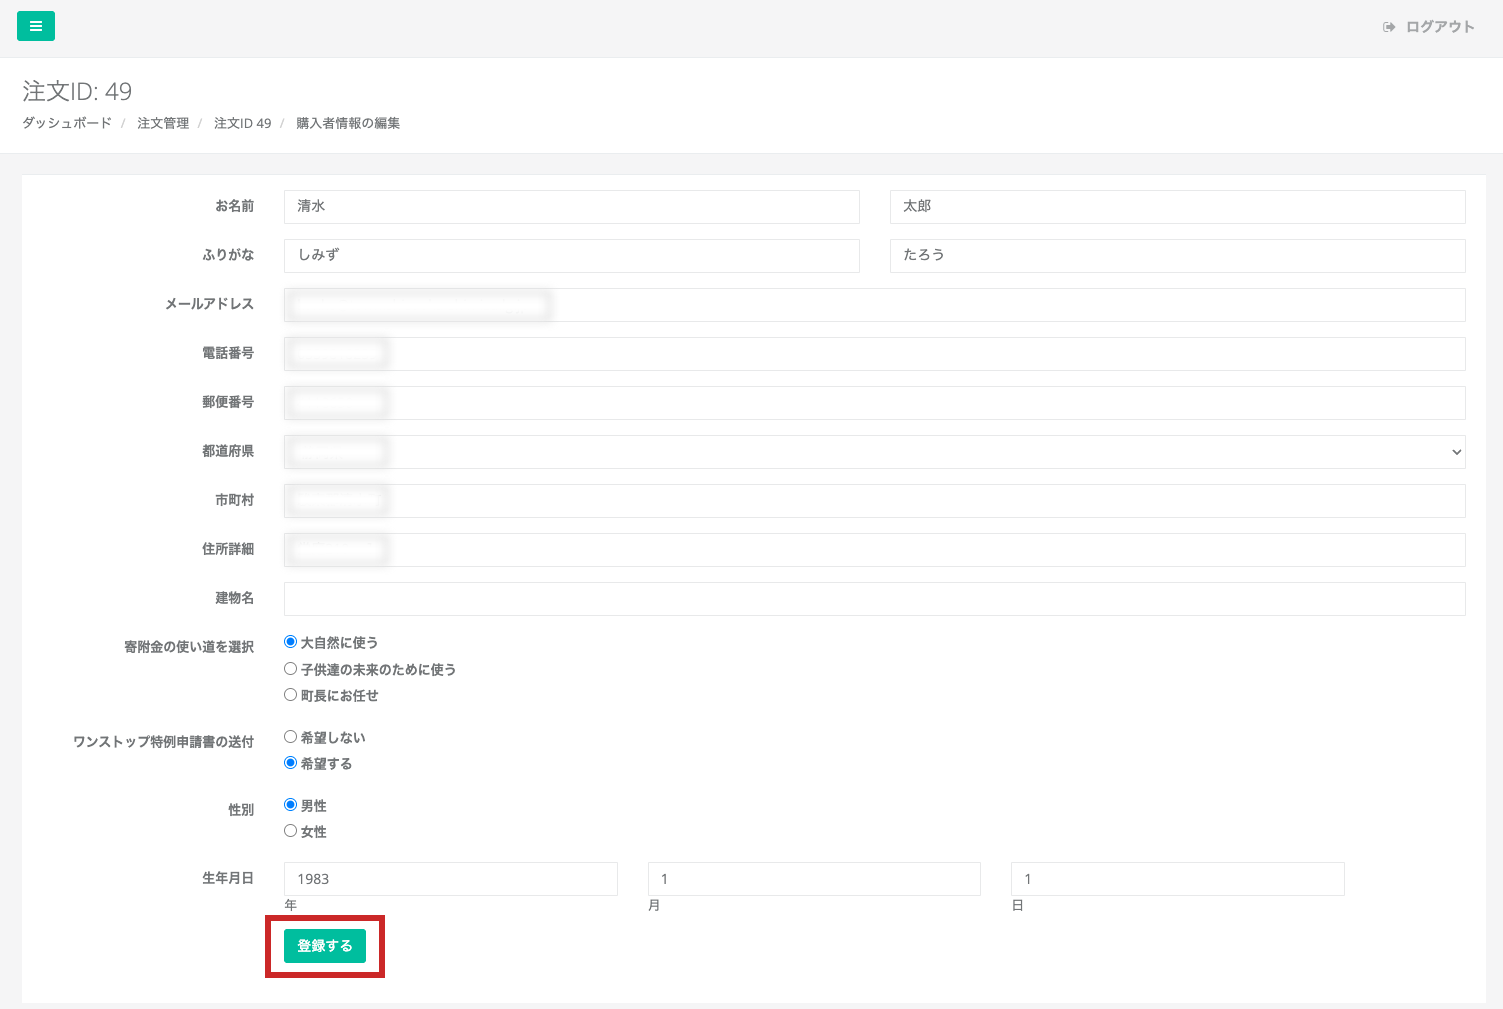 ログアウト
注文ID: 49
ダッシュボード / 注文管理 / 注文ID 49 / 購入者情報の編集
お名前 清水 太郎
ふりがな しみず たろう
メールアドレス
電話番号
郵便番号
都道府県
市町村
住所詳細
建物名
寄附金の使い道を選択 大自然に使う
子供達の未来のために使う
町長にお任せ
ワンストップ特例申請書の送付 希望しない
希望する
性別 男性
女性
生年月日 1983 1 1
年 月 日
登録する